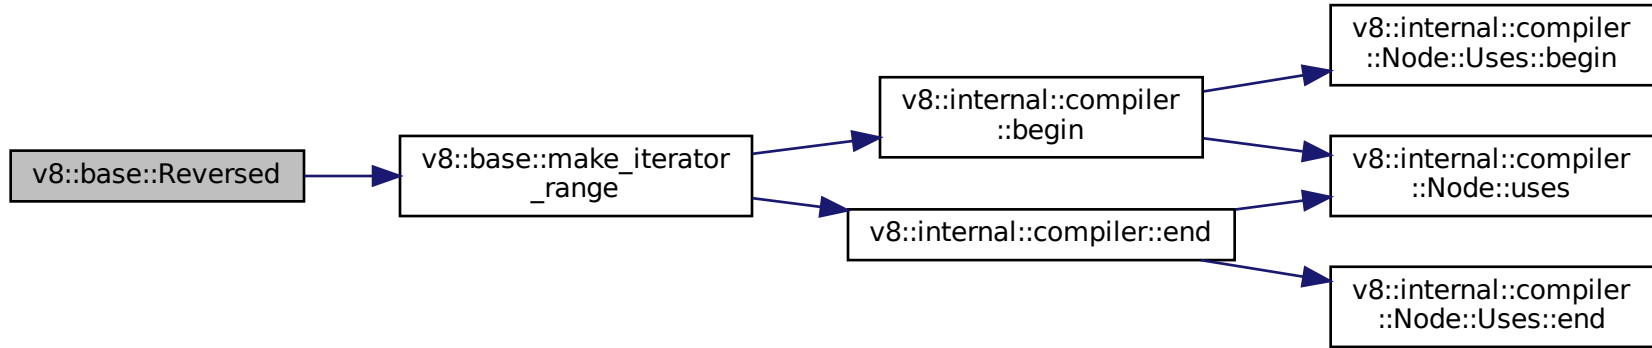 v8::base::Reversed
v8::base::make_iterator
_range
v8::internal::compiler
::begin
v8::internal::compiler::end
v8::internal::compiler
::Node::Uses::begin
v8::internal::compiler
::Node::uses
v8::internal::compiler
::Node::Uses::end